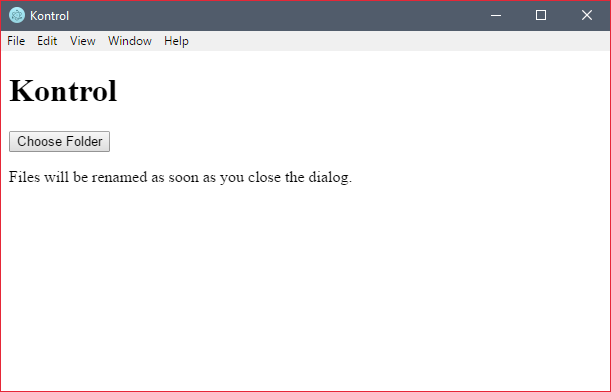 Kontrol
File Edit View Window Help
Kontrol
Choose Folder
Files will be renamed as soon as you close the dialog.